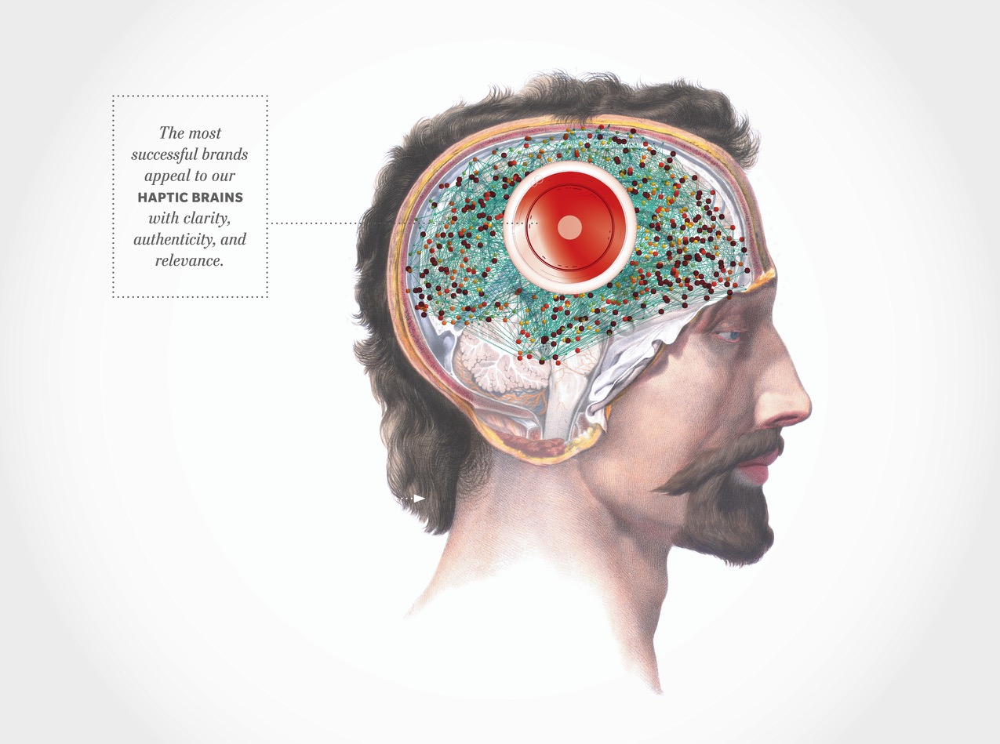 The most
successful brands
appeal to our
HAPTIC BRAINS
with clarity,
authenticity, and
relevance.